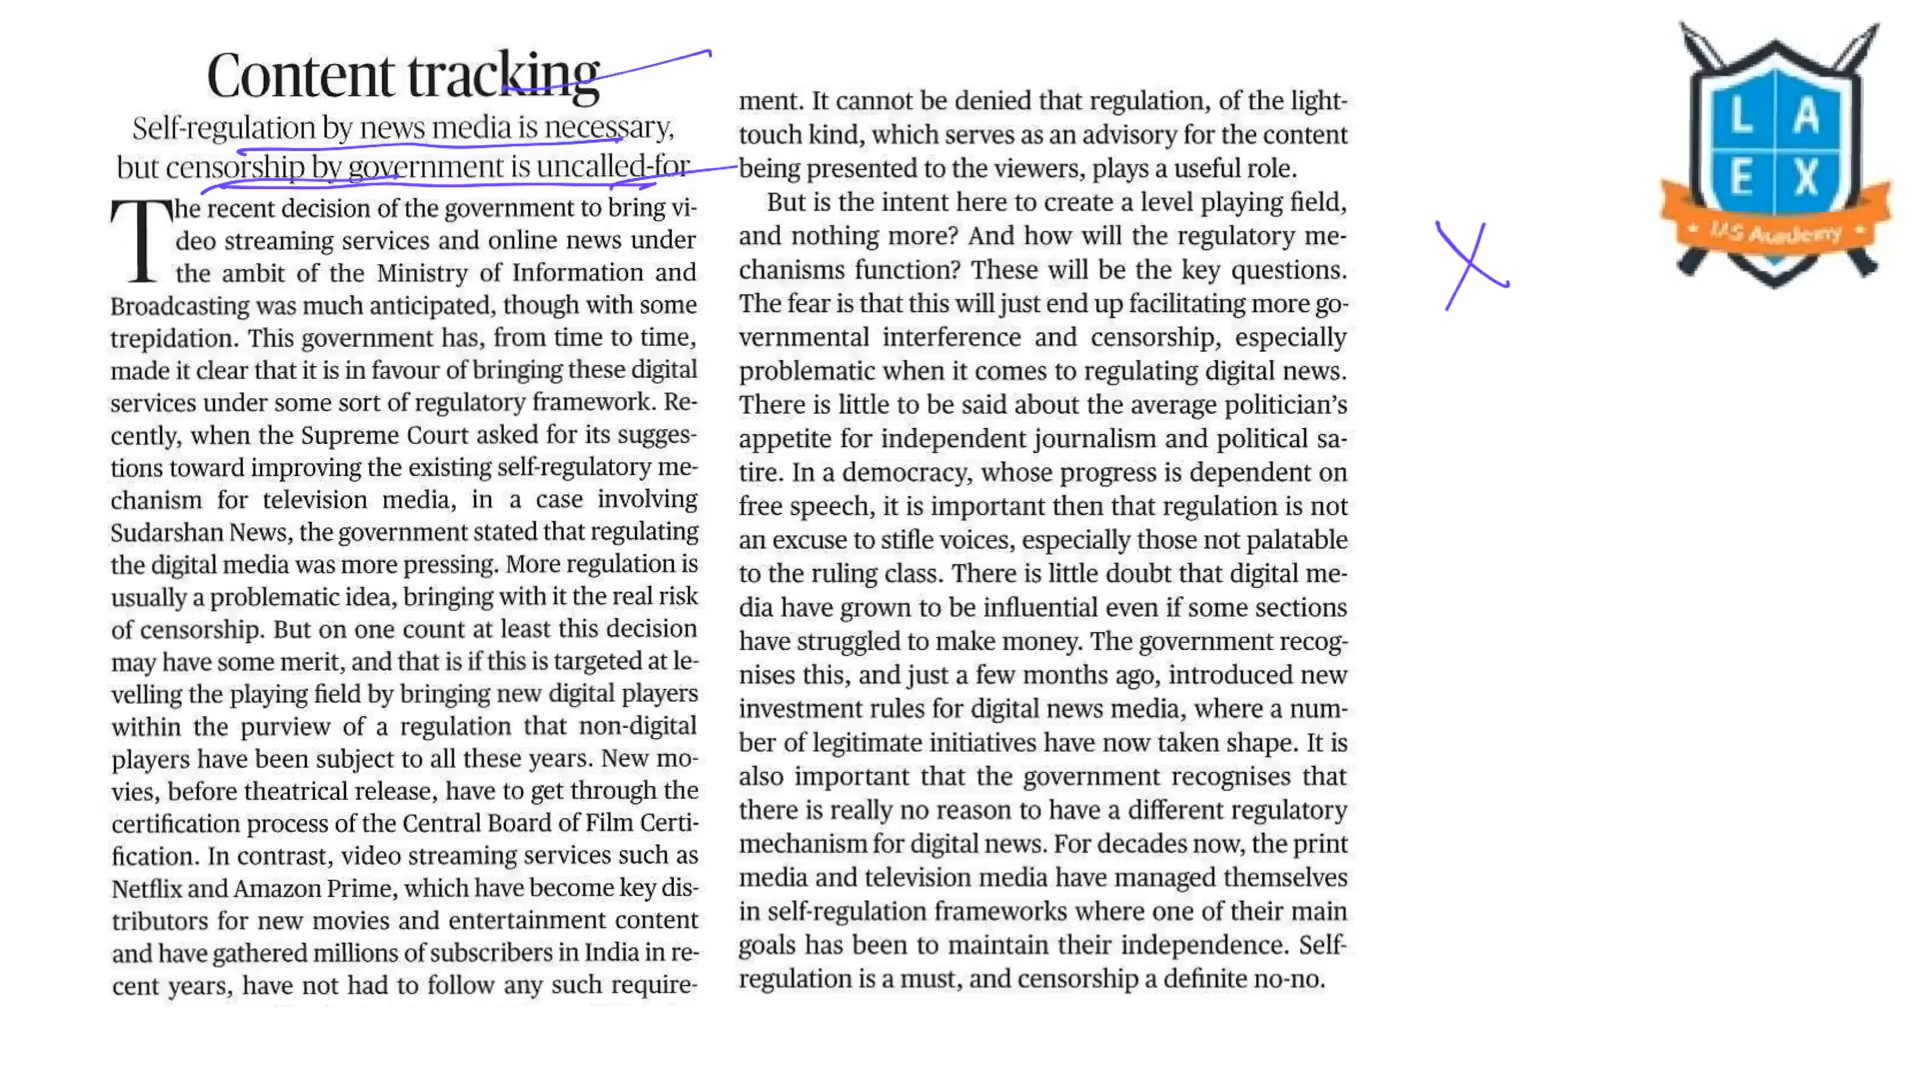 Content tracking
Self-regulation by news media is necessary,
but censorship by government is uncalled-for
The recent decision of the government to bring vi-
deo streaming services and online news under
the ambit of the Ministry of Information and
Broadcasting was much anticipated, though with some
trepidation. This government has, from time to time,
made it clear that it is in favour of bringing these digital
services under some sort of regulatory framework. Re-
cently, when the Supreme Court asked for its sugges-
tions toward improving the existing self-regulatory me-
chanism for television media, in a case involving
Sudarshan News, the government stated that regulating
the digital media was more pressing. More regulation is
usually a problematic idea, bringing with it the real risk
of censorship. But on one count at least this decision
may have some merit, and that is if this is targeted at le-
velling the playing field by bringing new digital players
within the purview of a regulation that non-digital
players have been subject to all these years. New mo-
vies, before theatrical release, have to get through the
certification process of the Central Board of Film Certi-
fication. In contrast, video streaming services such as
Netflix and Amazon Prime, which have become key dis-
tributors for new movies and entertainment content
and have gathered millions of subscribers in India in re-
cent years, have not had to follow any such require-
ment. It cannot be denied that regulation, of the light-
touch kind, which serves as an advisory for the content
being presented to the viewers, plays a useful role.
But is the intent here to create a level playing field,
and nothing more? And how will the regulatory me-
chanisms function? These will be the key questions.
The fear is that this will just end up facilitating more go-
vernmental interference and censorship, especially
problematic when it comes to regulating digital news.
There is little to be said about the average politician's
appetite for independent journalism and political sa-
tire. In a democracy, whose progress is dependent on
free speech, it is important then that regulation is not
an excuse to stifle voices, especially those not palatable
to the ruling class. There is little doubt that digital me-
dia have grown to be influential even if some sections
have struggled to make money. The government recog-
nises this, and just a few months ago, introduced new
investment rules for digital news media, where a num-
ber of legitimate initiatives have now taken shape. It is
also important that the government recognises that
there is really no reason to have a different regulatory
mechanism for digital news. For decades now, the print
media and television media have managed themselves
in self-regulation frameworks where one of their main
goals has been to maintain their independence. Self-
regulation is a must, and censorship a definite no-no.
L A
E X
IAS Academy